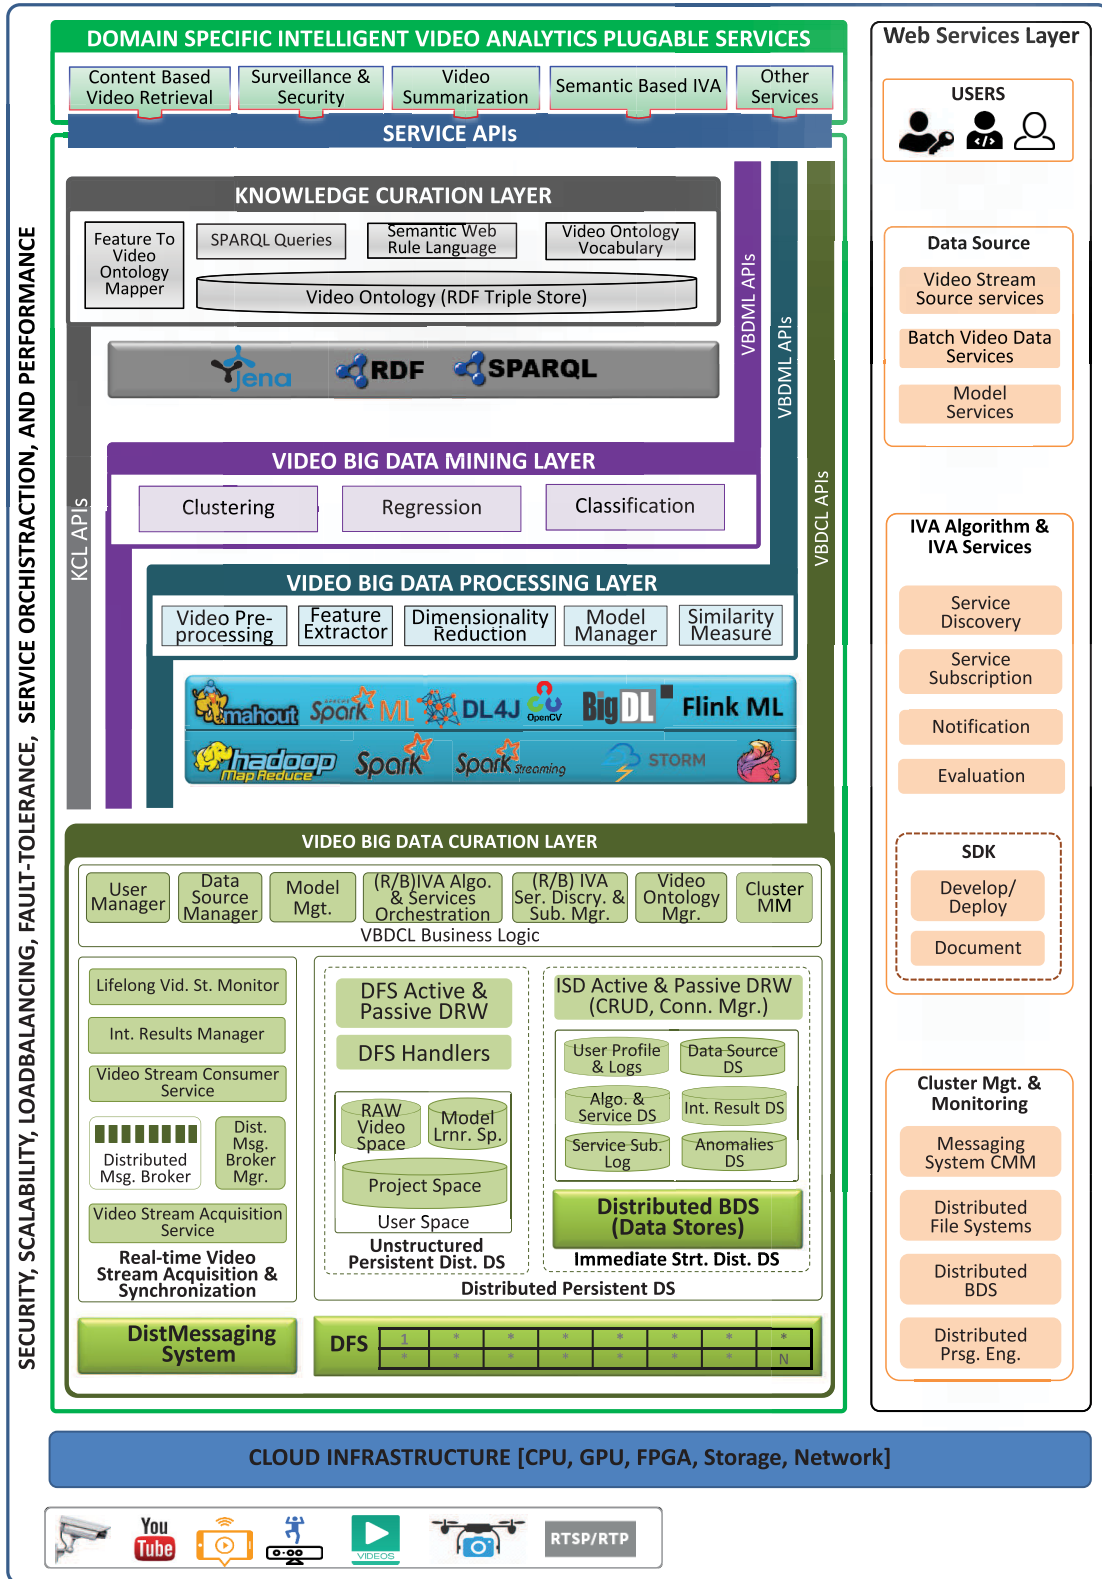 DOMAIN SPECIFIC INTELLIGENT VIDEO ANALYTICS PLUGABLE SERVICES
Content Based
Video Retrieval
Surveillance &
Security
Video
Summarization
Semantic Based IVA
Other
Services
SERVICE APIs
KNOWLEDGE CURATION LAYER
Feature To
Video
Ontology
Mapper
SPARQL Queries
Semantic Web
Rule Language
Video Ontology
Vocabulary
Video Ontology (RDF Triple Store)
Jena
RDF
SPARQL
KCL APIs
VBDML APIs
VBDML APIs
VBDCL APIs
VIDEO BIG DATA MINING LAYER
Clustering
Regression
Classification
VIDEO BIG DATA PROCESSING LAYER
Video Pre-
processing
Feature
Extractor
Dimensionality
Reduction
Model
Manager
Similarity
Measure
mahout
APACHE
Spark ML
DL4J
OpenCV
BigDL
Flink ML
hadoop
Map Reduce
Spark
Spark Streaming
STORM
VIDEO BIG DATA CURATION LAYER
User
Manager
Data
Source
Manager
Model
Mgt.
(R/B)IVA Algo.
& Services
Orchestration
(R/B) IVA
Ser. Discry. &
Sub. Mgr.
Video
Ontology
Mgr.
Cluster
MM
VBDCL Business Logic
Lifelong Vid. St. Monitor
Int. Results Manager
Video Stream Consumer
Service
Distributed
Msg. Broker
Dist.
Msg.
Broker
Mgr.
Video Stream Acquisition
Service
Real-time Video
Stream Acquisition &
Synchronization
DFS Active &
Passive DRW
DFS Handlers
RAW
Video
Space
Model
Lrnr. Sp.
Project Space
User Space
Unstructured
Persistent Dist. DS
ISD Active & Passive DRW
(CRUD, Conn. Mgr.)
User Profile
& Logs
Data Source
DS
Algo. &
Service DS
Int. Result DS
Service Sub.
Log
Anomalies
DS
Distributed BDS
(Data Stores)
Immediate Strt. Dist. DS
Distributed Persistent DS
DistMessaging
System
DFS
1 * * * * * * *
* * * * * * * N
SECURITY, SCALABILITY, LOADBALANCING, FAULT-TOLERANCE, SERVICE ORCHISTRACTION, AND PERFORMANCE
Web Services Layer
USERS
</>
Data Source
Video Stream
Source services
Batch Video Data
Services
Model
Services
IVA Algorithm &
IVA Services
Service
Discovery
Service
Subscription
Notification
Evaluation
SDK
Develop/
Deploy
Document
Cluster Mgt. &
Monitoring
Messaging
System CMM
Distributed
File Systems
Distributed
BDS
Distributed
Prsg. Eng.
CLOUD INFRASTRUCTURE [CPU, GPU, FPGA, Storage, Network]
You
Tube
VIDEOS
RTSP/RTP